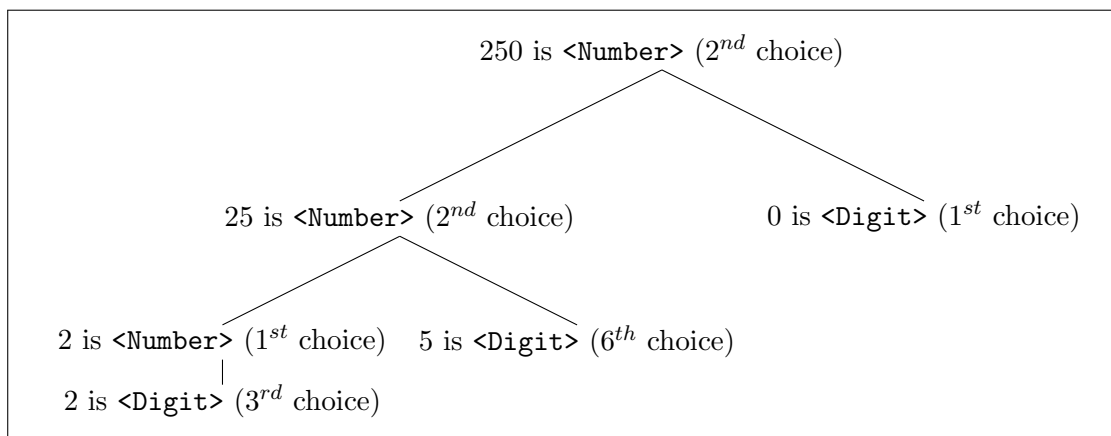 250 is <Number> (2nd choice)
25 is <Number> (2nd choice) 0 is <Digit> (1st choice)
2 is <Number> (1st choice) 5 is <Digit> (6th choice)
2 is <Digit> (3rd choice)